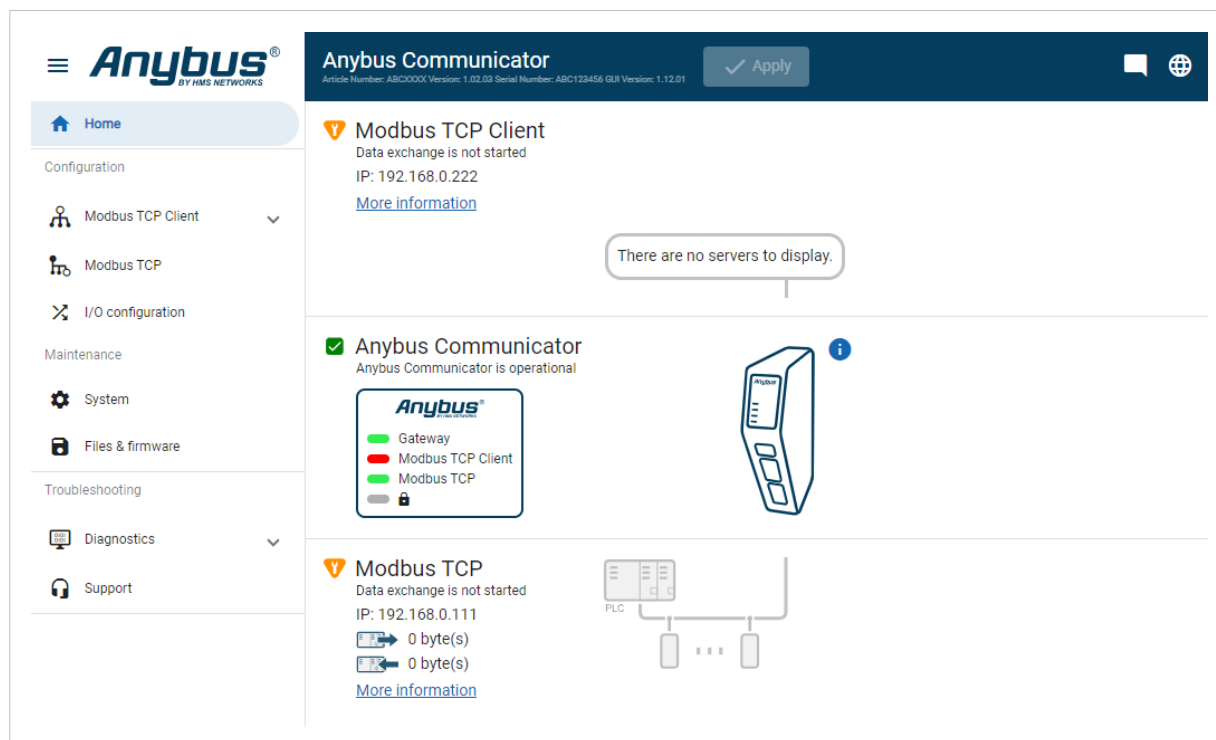 Anybus®
BY HMS NETWORKS
Anybus Communicator
Article Number: ABCXXXX Version: 1.02.03 Serial Number: ABC123456 GUI Version: 1.12.01
Apply
Home
Configuration
Modbus TCP Client
Modbus TCP
I/O configuration
Maintenance
System
Files & firmware
Troubleshooting
Diagnostics
Support
Modbus TCP Client
Data exchange is not started
IP: 192.168.0.222
More information
There are no servers to display.
Anybus Communicator
Anybus Communicator is operational
Anybus®
BY HMS NETWORKS
Gateway
Modbus TCP Client
Modbus TCP
Anybus
Modbus TCP
Data exchange is not started
IP: 192.168.0.111
0 byte(s)
0 byte(s)
More information
PLC